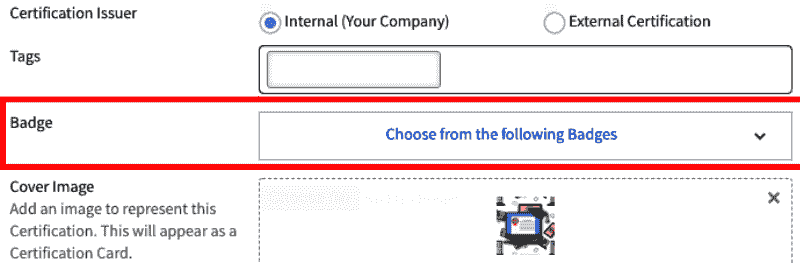 Certification Issuer
Internal (Your Company)
External Certification
Tags
Badge
Choose from the following Badges
Cover Image
Add an image to represent this
Certification. This will appear as a
Certification Card.